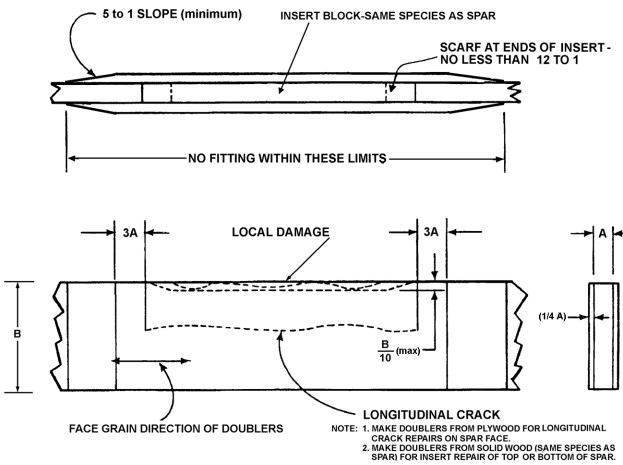 5 to 1 SLOPE (minimum)
INSERT BLOCK-SAME SPECIES AS SPAR
SCARF AT ENDS OF INSERT -
NO LESS THAN 12 TO 1
NO FITTING WITHIN THESE LIMITS
3A
LOCAL DAMAGE
3A
A
B
(1/4 A)
B
10 (max)
LONGITUDINAL CRACK
FACE GRAIN DIRECTION OF DOUBLERS
NOTE: 1. MAKE DOUBLERS FROM PLYWOOD FOR LONGITUDINAL
CRACK REPAIRS ON SPAR FACE.
2. MAKE DOUBLERS FROM SOLID WOOD (SAME SPECIES AS
SPAR) FOR INSERT REPAIR OF TOP OR BOTTOM OF SPAR.